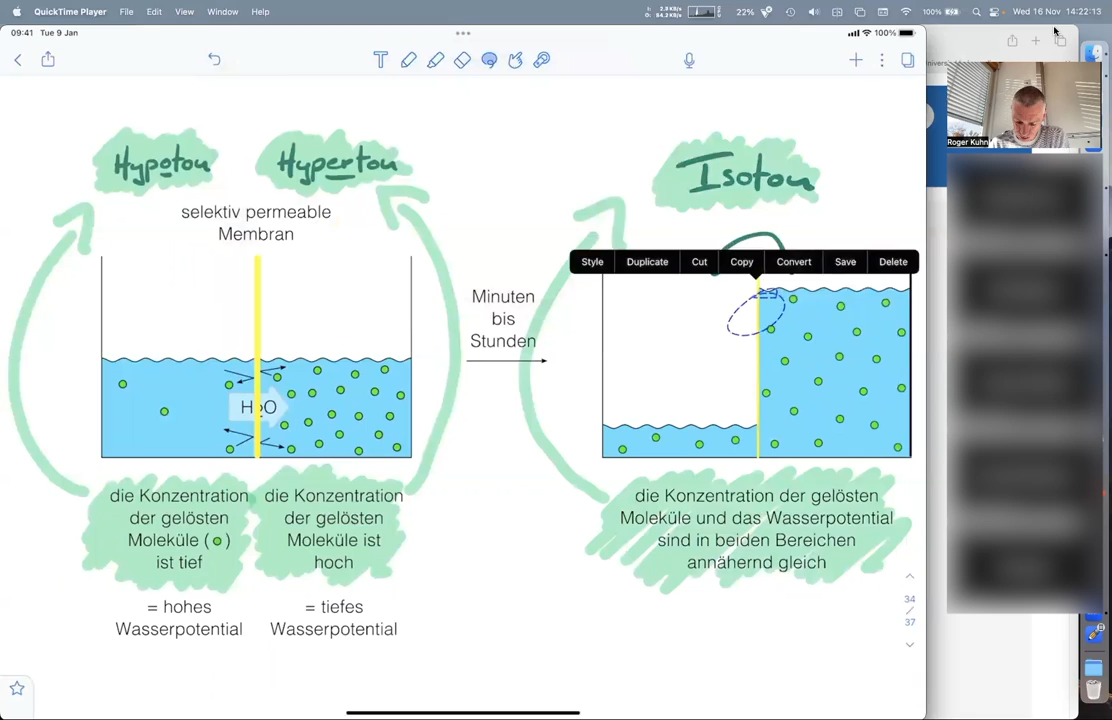 QuickTime Player File Edit View Window Help
22% 100% Wed 16 Nov 14:22:13
09:41 Tue 9 Jan
100%
Roger Kuhn
Hypoton Hyperton
Isoton
selektiv permeable
Membran
Style Duplicate Cut Copy Convert Save Delete
Minuten
bis
Stunden
H2O
die Konzentration
der gelösten
Moleküle ( )
ist tief
die Konzentration
der gelösten
Moleküle ist
hoch
die Konzentration der gelösten
Moleküle und das Wasserpotential
sind in beiden Bereichen
annähernd gleich
= hohes
Wasserpotential
= tiefes
Wasserpotential
34
/
37